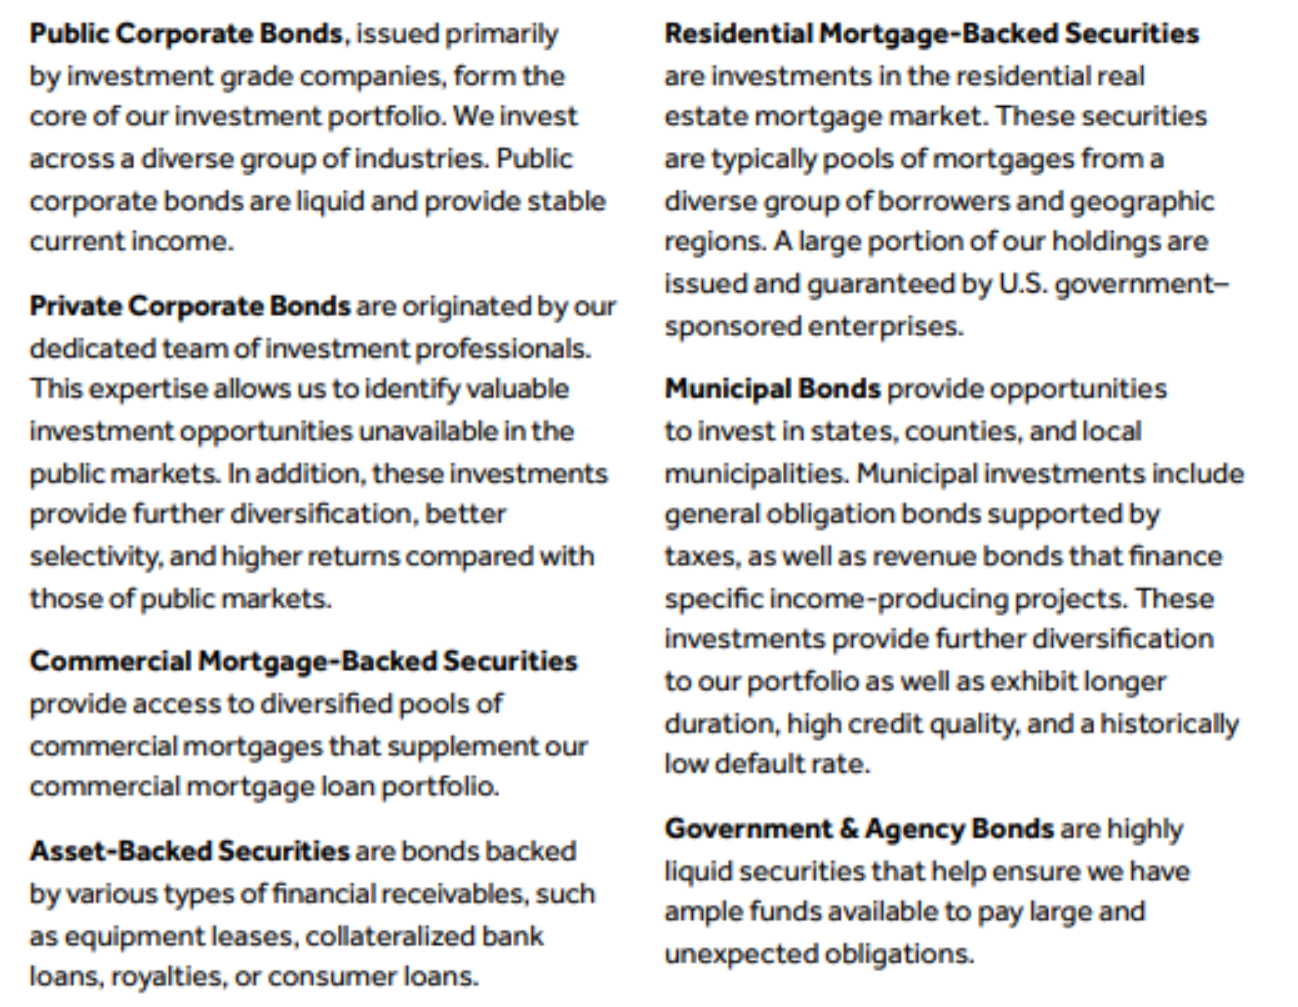 Public Corporate Bonds, issued primarily
by investment grade companies, form the
core of our investment portfolio. We invest
across a diverse group of industries. Public
corporate bonds are liquid and provide stable
current income.
Private Corporate Bonds are originated by our
dedicated team of investment professionals.
This expertise allows us to identify valuable
investment opportunities unavailable in the
public markets. In addition, these investments
provide further diversification, better
selectivity, and higher returns compared with
those of public markets.
Commercial Mortgage-Backed Securities
provide access to diversified pools of
commercial mortgages that supplement our
commercial mortgage loan portfolio.
Asset-Backed Securities are bonds backed
by various types of financial receivables, such
as equipment leases, collateralized bank
loans, royalties, or consumer loans.
Residential Mortgage-Backed Securities
are investments in the residential real
estate mortgage market. These securities
are typically pools of mortgages from a
diverse group of borrowers and geographic
regions. A large portion of our holdings are
issued and guaranteed by U.S. government–
sponsored enterprises.
Municipal Bonds provide opportunities
to invest in states, counties, and local
municipalities. Municipal investments include
general obligation bonds supported by
taxes, as well as revenue bonds that finance
specific income-producing projects. These
investments provide further diversification
to our portfolio as well as exhibit longer
duration, high credit quality, and a historically
low default rate.
Government & Agency Bonds are highly
liquid securities that help ensure we have
ample funds available to pay large and
unexpected obligations.